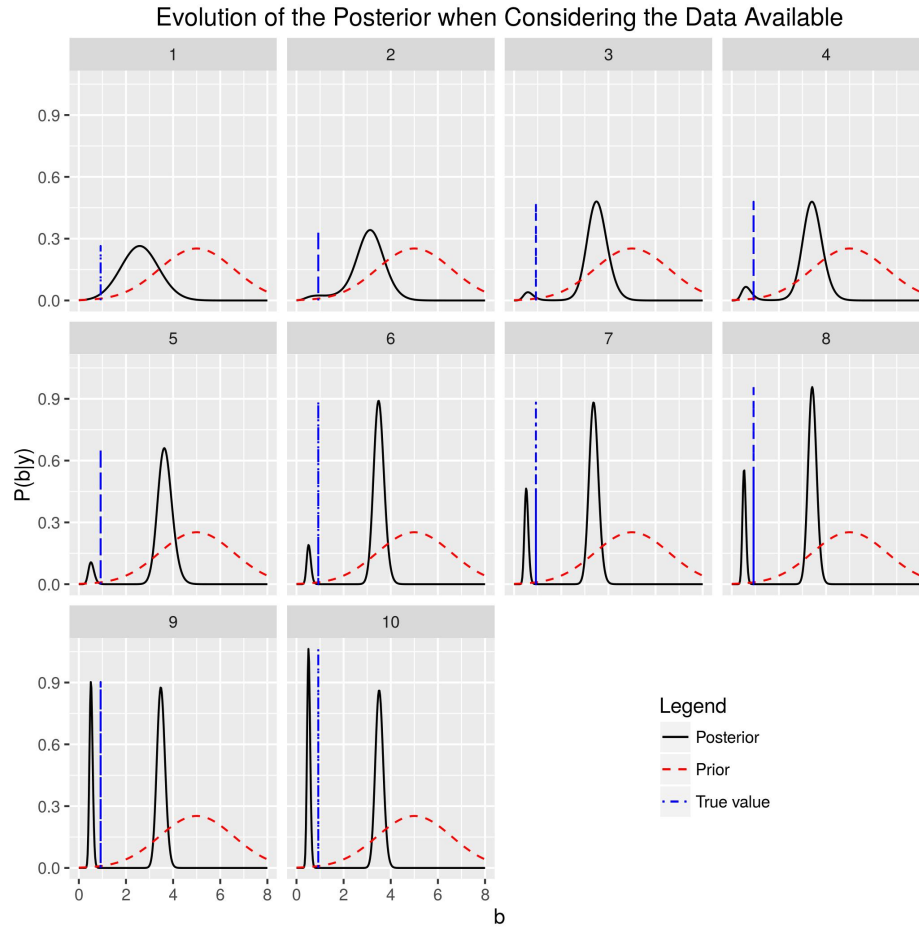 Evolution of the Posterior when Considering the Data Available
1 2 3 4
0.9
0.6
0.3
0.0
5 6 7 8
0.9
0.6
0.3
0.0
P(b|y)
9 10
0.9
0.6
0.3
0.0
0 2 4 6 8 0 2 4 6 8
b
Legend
Posterior
Prior
True value